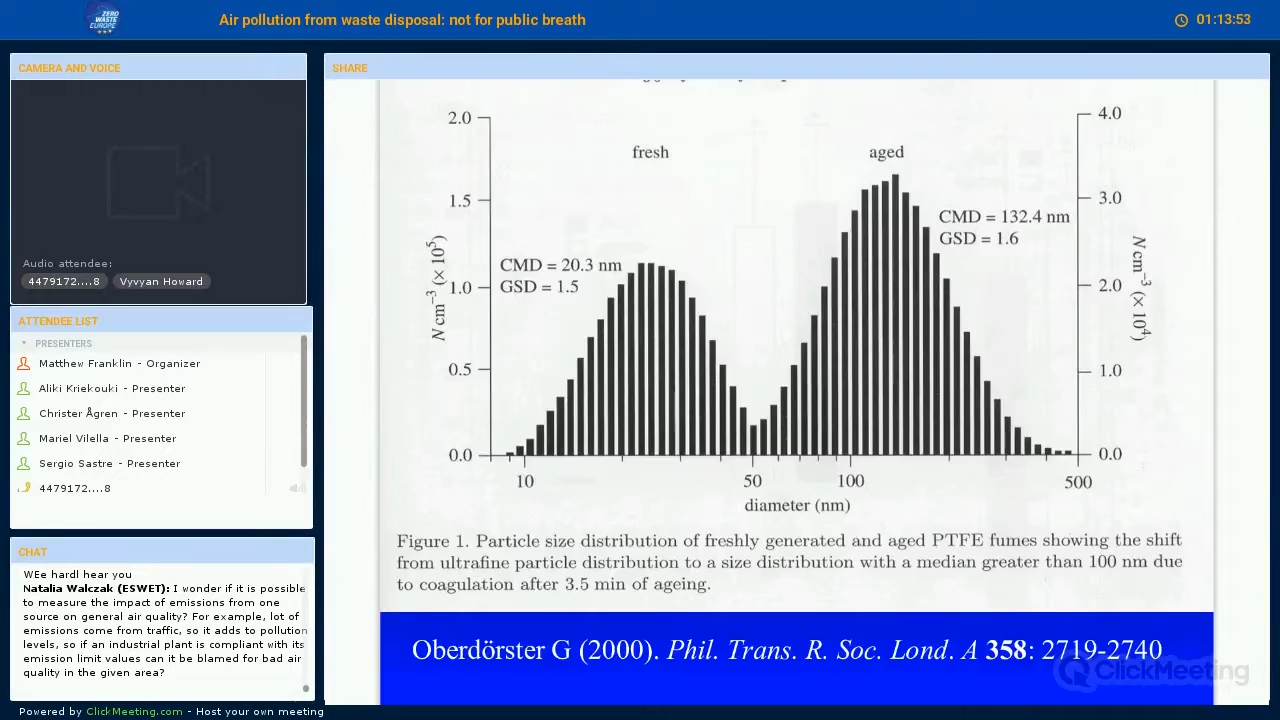 ZERO WASTE EUROPE
Air pollution from waste disposal: not for public breath
01:13:53
CAMERA AND VOICE
Audio attendee:
4479172....8
Vyvyan Howard
ATTENDEE LIST
PRESENTERS
Matthew Franklin - Organizer
Aliki Kriekouki - Presenter
Christer Ågren - Presenter
Mariel Vilella - Presenter
Sergio Sastre - Presenter
4479172....8
CHAT
WEe hardl hear you
Natalia Walczak (ESWET): I wonder if it is possible
to measure the impact of emissions from one
source on general air quality? For example, lot of
emissions come from traffic, so it adds to pollution
levels, so if an industrial plant is compliant with its
emission limit values can it be blamed for bad air
quality in the given area?
SHARE
2.0
1.5
1.0
0.5
0.0
N cm⁻³ (× 10⁵)
fresh
CMD = 20.3 nm
GSD = 1.5
aged
CMD = 132.4 nm
GSD = 1.6
4.0
3.0
2.0
1.0
0.0
N cm⁻³ (× 10⁴)
10
50
100
500
diameter (nm)
Figure 1. Particle size distribution of freshly generated and aged PTFE fumes showing the shift
from ultrafine particle distribution to a size distribution with a median greater than 100 nm due
to coagulation after 3.5 min of ageing.
Oberdörster G (2000). Phil. Trans. R. Soc. Lond. A 358: 2719-2740
ClickMeeting
Powered by ClickMeeting.com - Host your own meeting